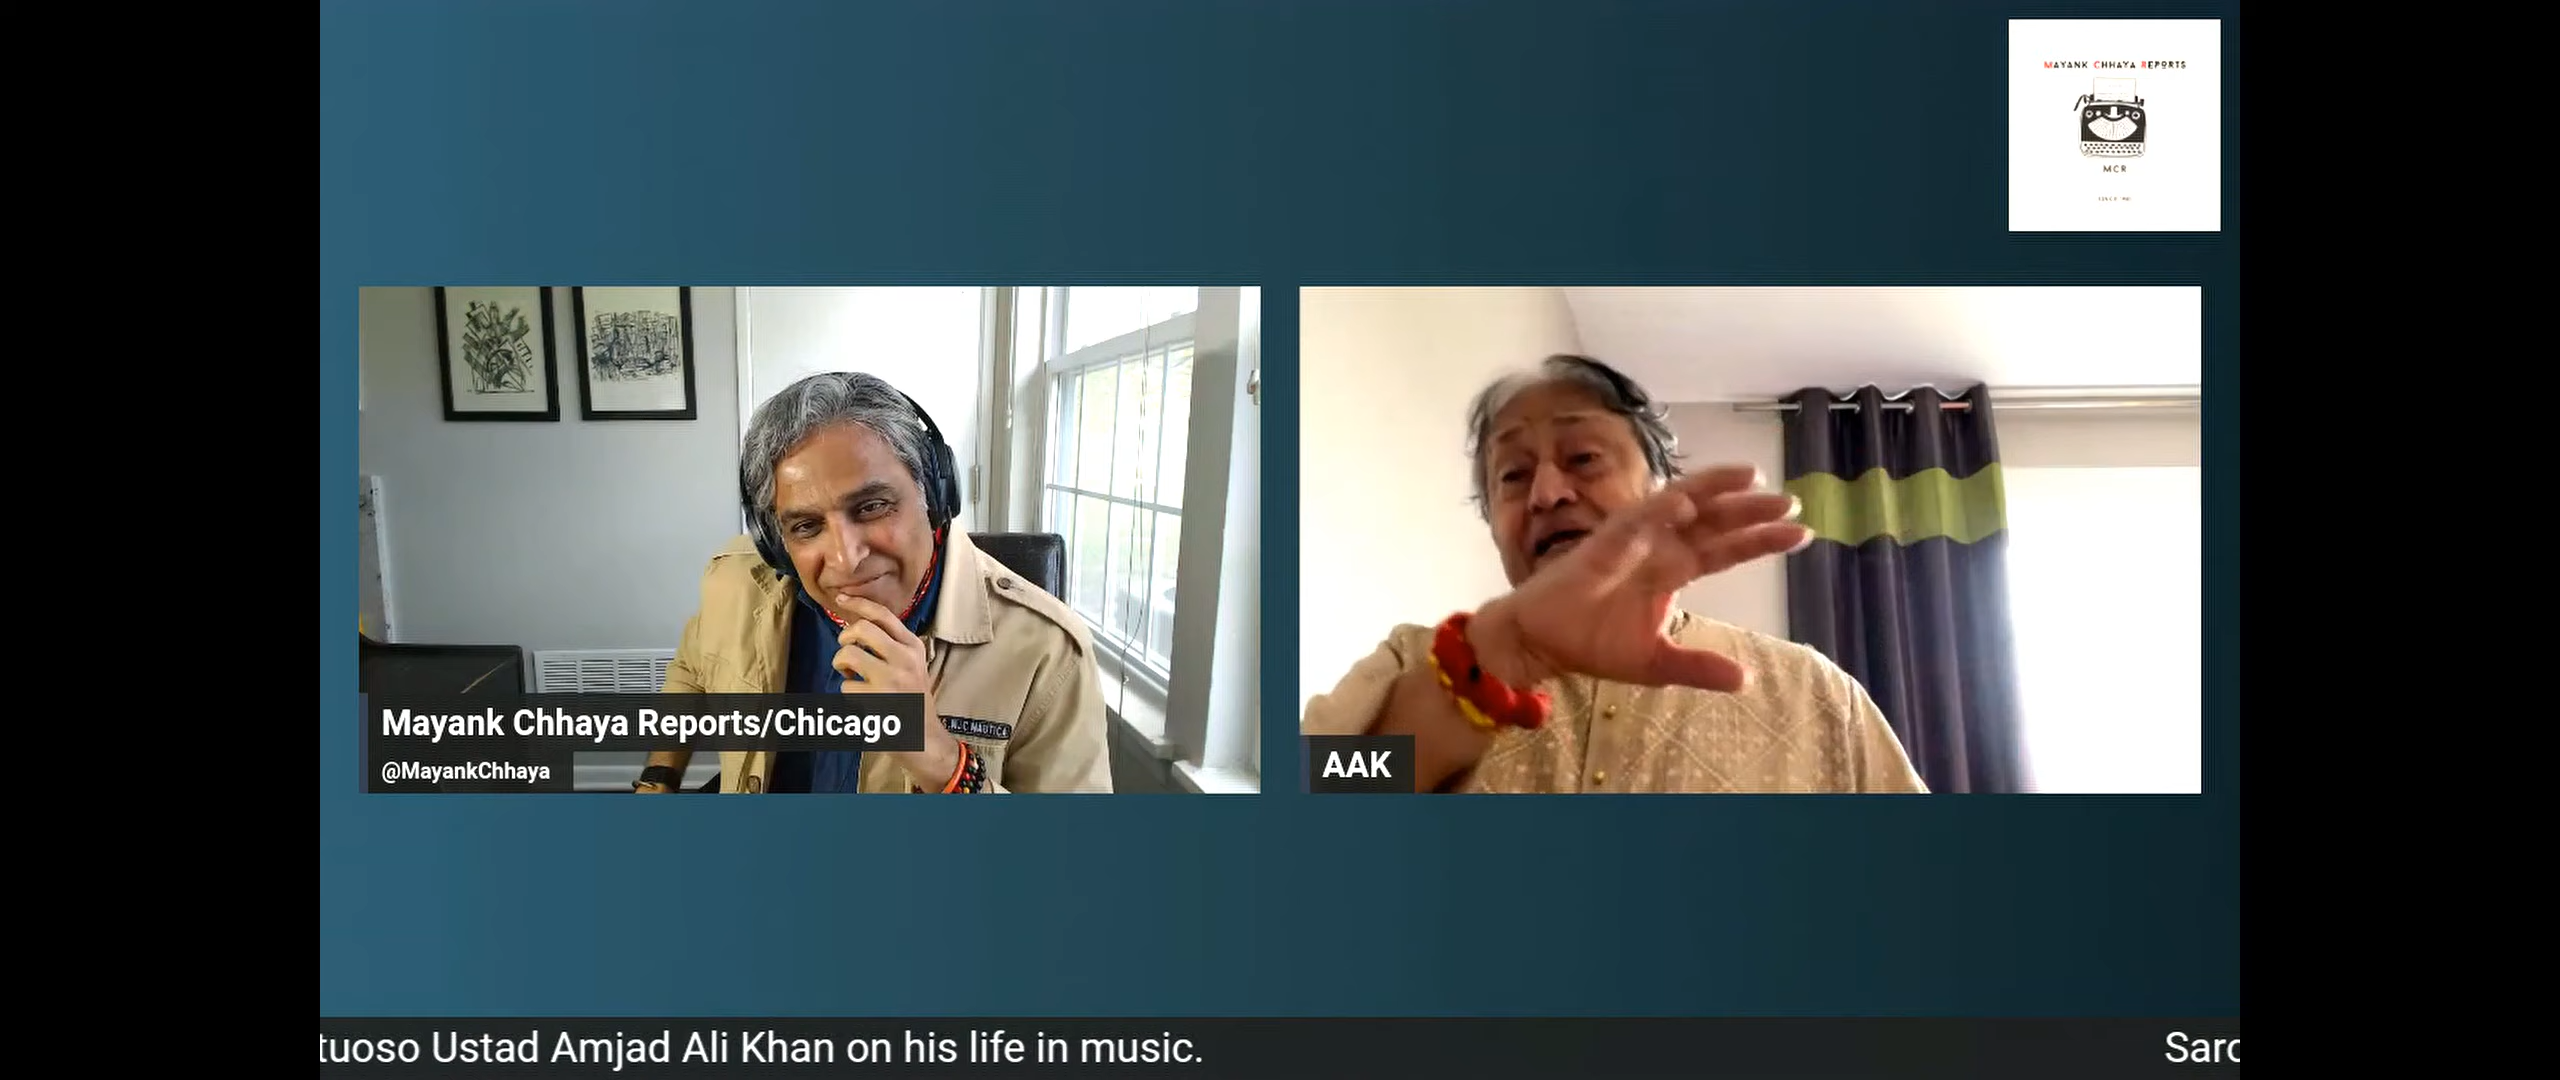 MAYANK CHHAYA REPORTS
MCR
Mayank Chhaya Reports/Chicago
@MayankChhaya
AAK
tuoso Ustad Amjad Ali Khan on his life in music.
Saro